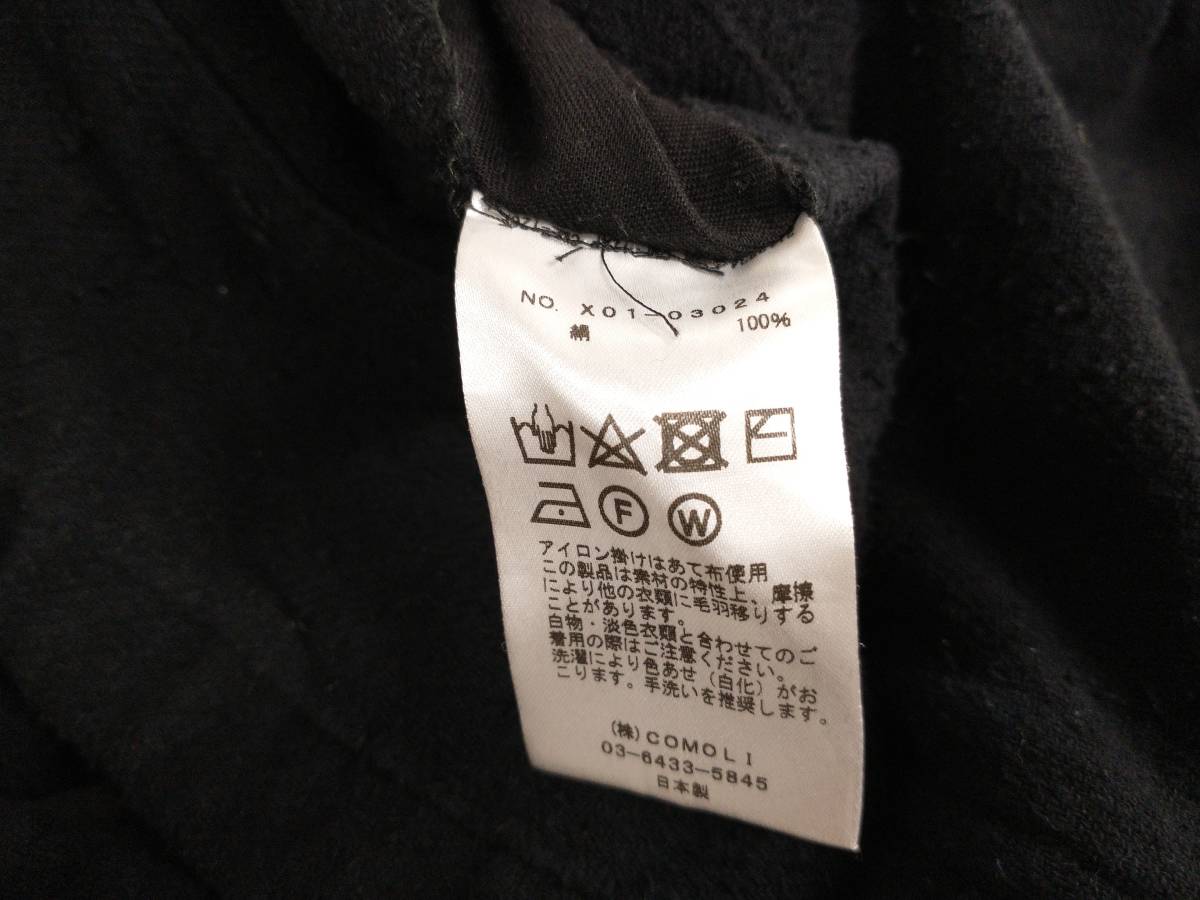 NO. X01-03024
絹 100%
F W
アイロン掛けはあて布使用
この製品は素材の特性上、摩擦
により他の衣類に毛羽移りする
ことがあります。
白物・淡色衣類と合わせてのご
着用の際はご注意ください。
洗濯により色あせ（白化）がお
こります。手洗いを推奨します。
(株)COMOLI
03-6433-5845
日本製